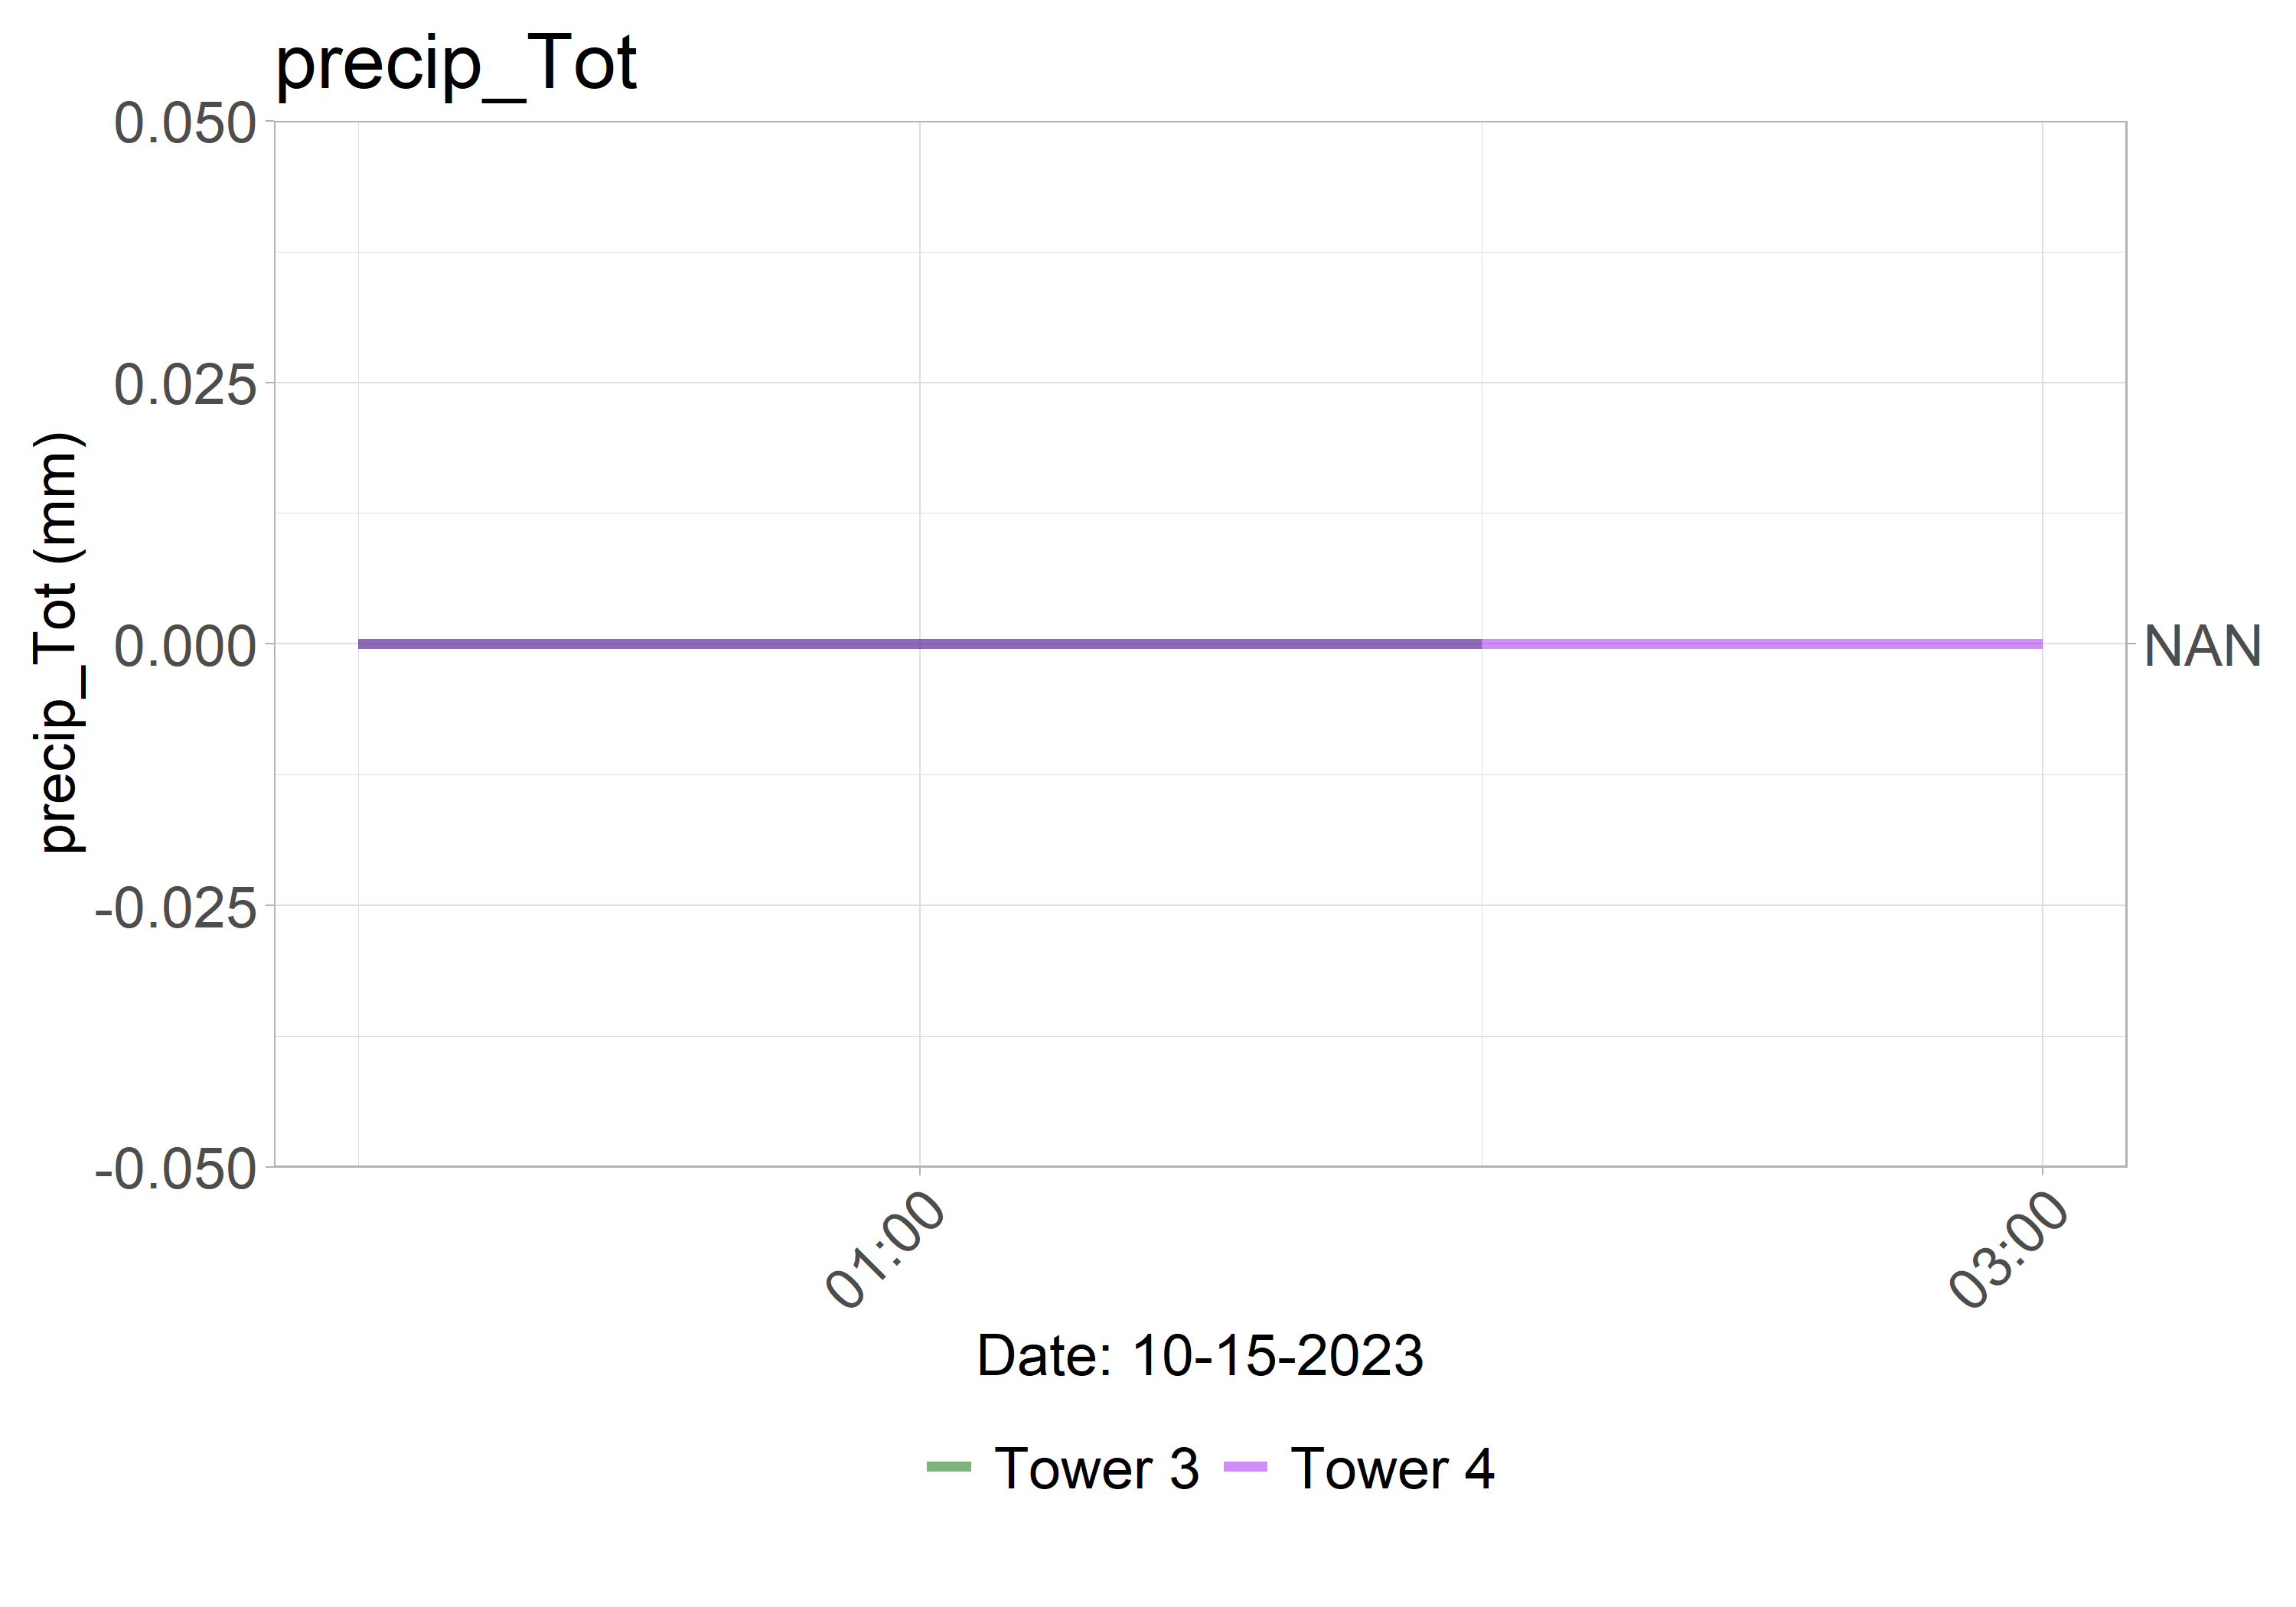 precip_Tot
0.050
0.025
0.000
-0.025
-0.050
precip_Tot (mm)
NAN
01:00
03:00
Date: 10-15-2023
Tower 3
Tower 4